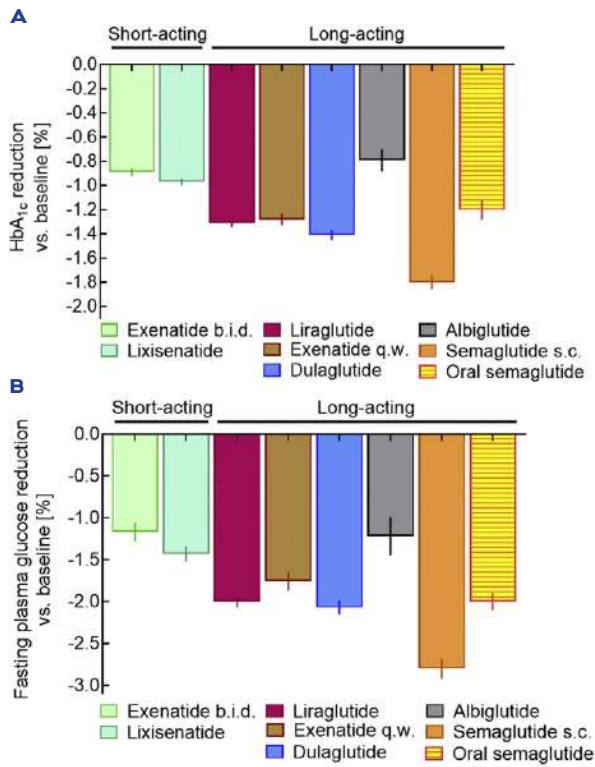 A
Short-acting Long-acting
0.0
-0.2
-0.4
-0.6
-0.8
-1.0
-1.2
-1.4
-1.6
-1.8
-2.0
HbA1c reduction
vs. baseline [%]
Exenatide b.i.d. Liraglutide Albiglutide
Lixisenatide Exenatide q.w. Semaglutide s.c.
Dulaglutide Oral semaglutide
B
Short-acting Long-acting
0.0
-0.5
-1.0
-1.5
-2.0
-2.5
-3.0
Fasting plasma glucose reduction
vs. baseline [%]
Exenatide b.i.d. Liraglutide Albiglutide
Lixisenatide Exenatide q.w. Semaglutide s.c.
Dulaglutide Oral semaglutide